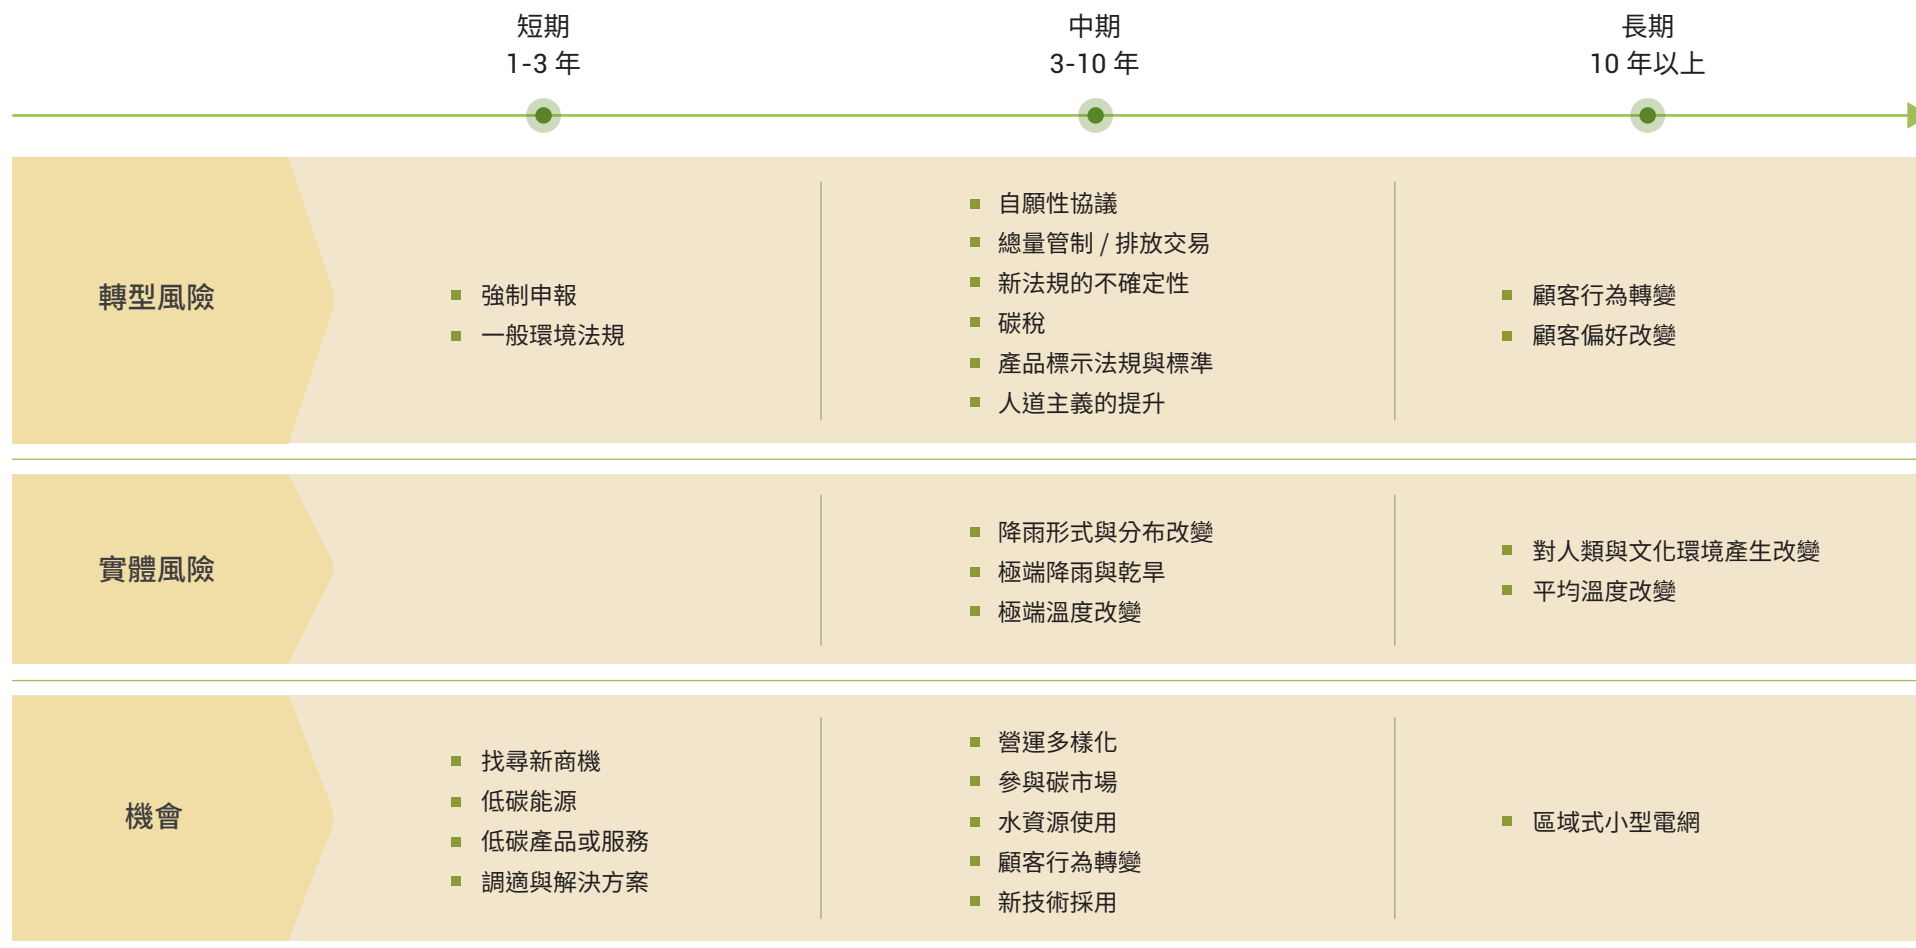 短期
1-3 年
中期
3-10 年
長期
10 年以上
轉型風險
強制申報
一般環境法規
自願性協議
總量管制 / 排放交易
新法規的不確定性
碳稅
產品標示法規與標準
人道主義的提升
顧客行為轉變
顧客偏好改變
實體風險
降雨形式與分布改變
極端降雨與乾旱
極端溫度改變
對人類與文化環境產生改變
平均溫度改變
機會
找尋新商機
低碳能源
低碳產品或服務
調適與解決方案
營運多樣化
參與碳市場
水資源使用
顧客行為轉變
新技術採用
區域式小型電網